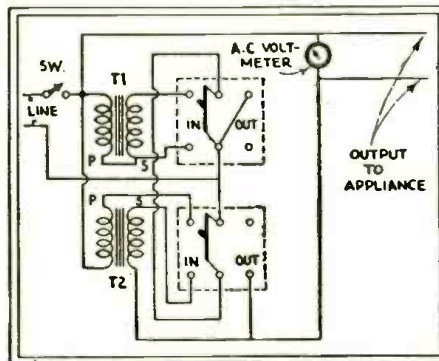 SW.
LINE
T1
P
S
IN
OUT
A.C VOLT-
METER
OUTPUT
TO
APPLIANCE
P
S
T2
IN
OUT